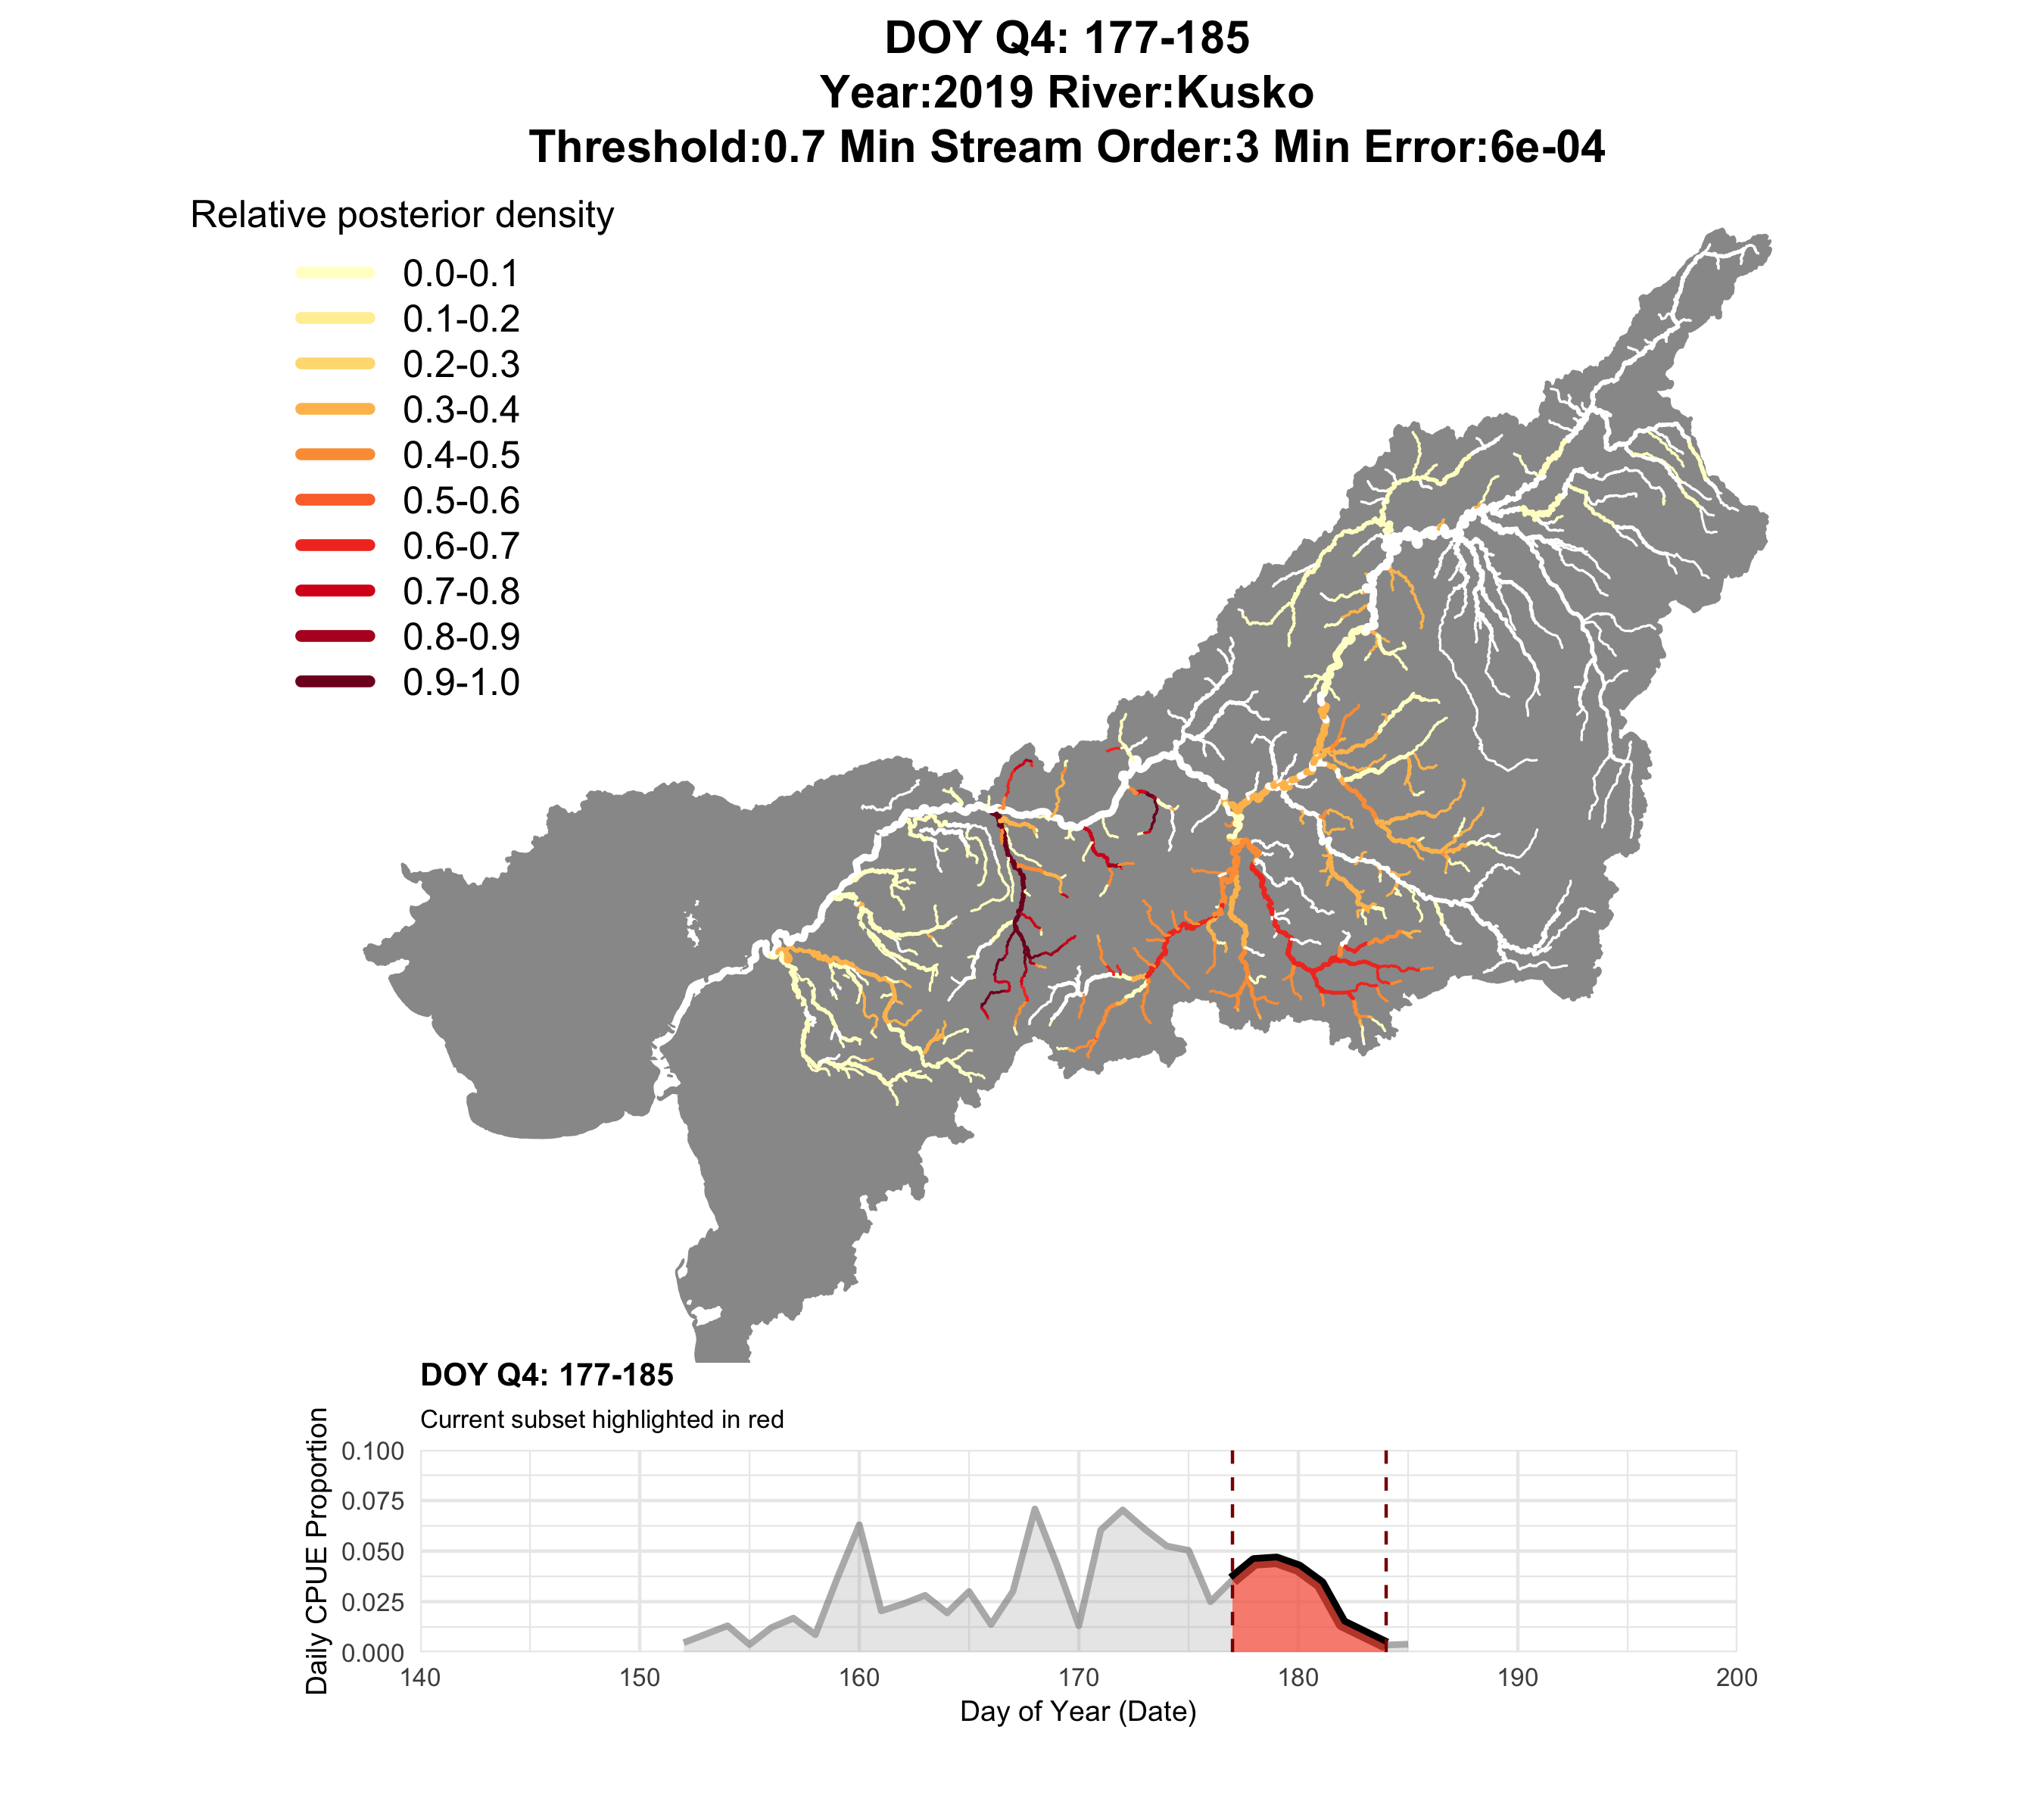 DOY Q4: 177-185
Year:2019 River:Kusko
Threshold:0.7 Min Stream Order:3 Min Error:6e-04
Relative posterior density
0.0-0.1
0.1-0.2
0.2-0.3
0.3-0.4
0.4-0.5
0.5-0.6
0.6-0.7
0.7-0.8
0.8-0.9
0.9-1.0
DOY Q4: 177-185
Current subset highlighted in red
Daily CPUE Proportion
0.100
0.075
0.050
0.025
0.000
140 150 160 170 180 190 200
Day of Year (Date)